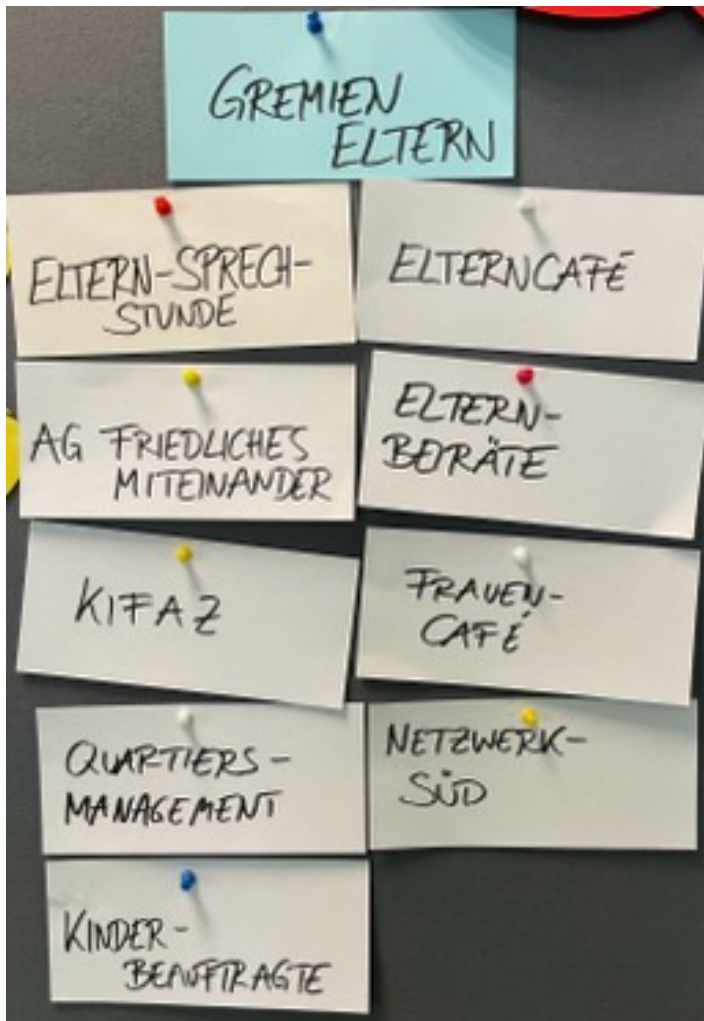 GREMIEN
ELTERN
ELTERN-SPRECH-
STUNDE
ELTERNCAFÉ
AG FRIEDLICHES
MITEINANDER
ELTERN-
BEIRÄTE
KIFAZ
FRAUEN-
CAFÉ
QUARTIERS-
MANAGEMENT
NETZWERK-
SÜD
KINDER-
BEAUFTRAGTE